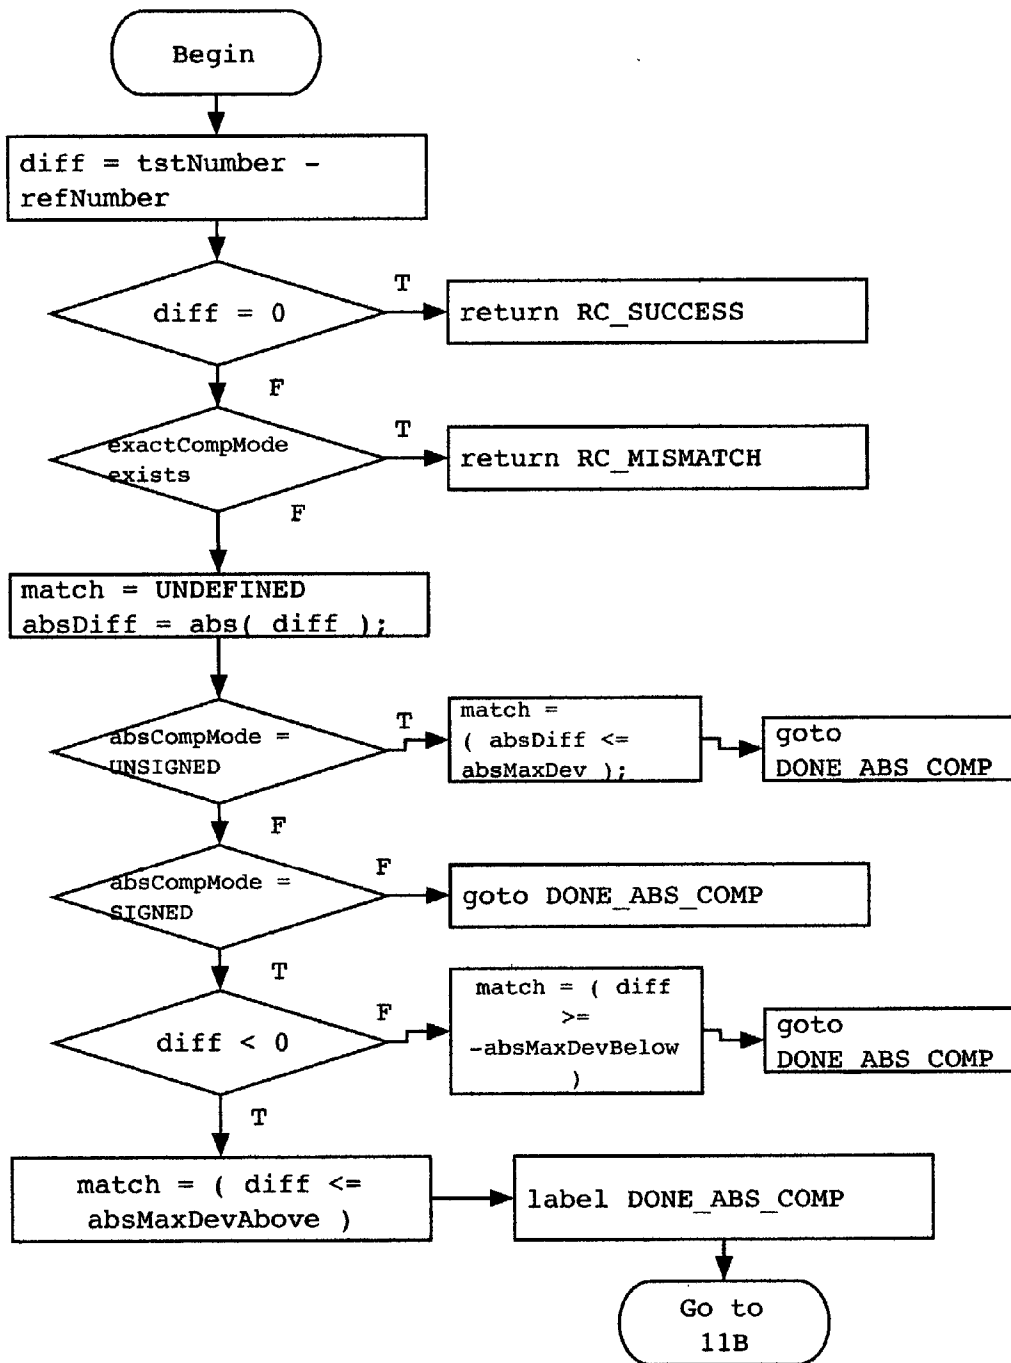 Begin
diff = tstNumber -
refNumber
diff = 0
T
return RC_SUCCESS
F
exactCompMode
exists
T
return RC_MISMATCH
F
match = UNDEFINED
absDiff = abs( diff );
absCompMode =
UNSIGNED
T
match =
( absDiff <=
absMaxDev );
goto
DONE_ABS_COMP
F
absCompMode =
SIGNED
F
goto DONE_ABS_COMP
T
diff < 0
F
match = ( diff
>=
-absMaxDevBelow
)
goto
DONE_ABS_COMP
T
match = ( diff <=
absMaxDevAbove )
label DONE_ABS_COMP
Go to
11B